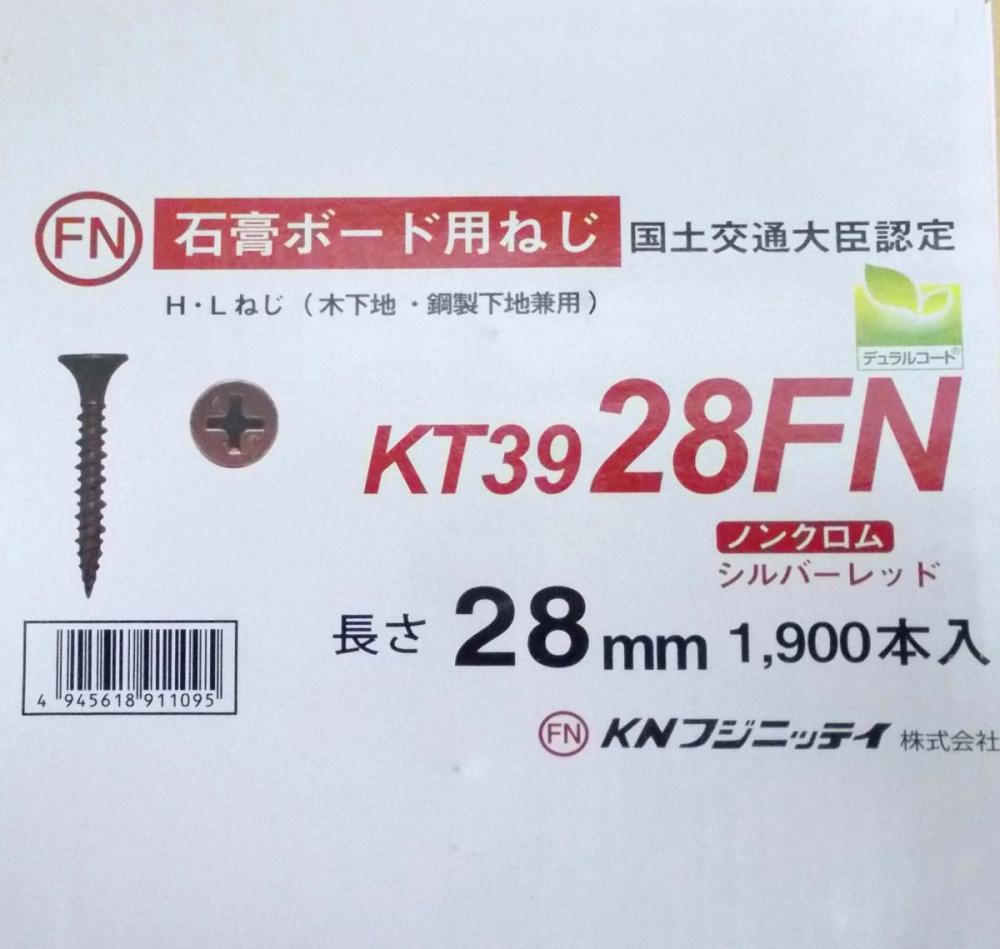 FN 石膏ボード用ねじ 国土交通大臣認定
H・Lねじ（木下地・鋼製下地兼用）
デュラルコート®
KT3928FN
ノンクロム
シルバーレッド
長さ 28mm 1,900本入
4 945618 911095
FN KNフジニッテイ 株式会社